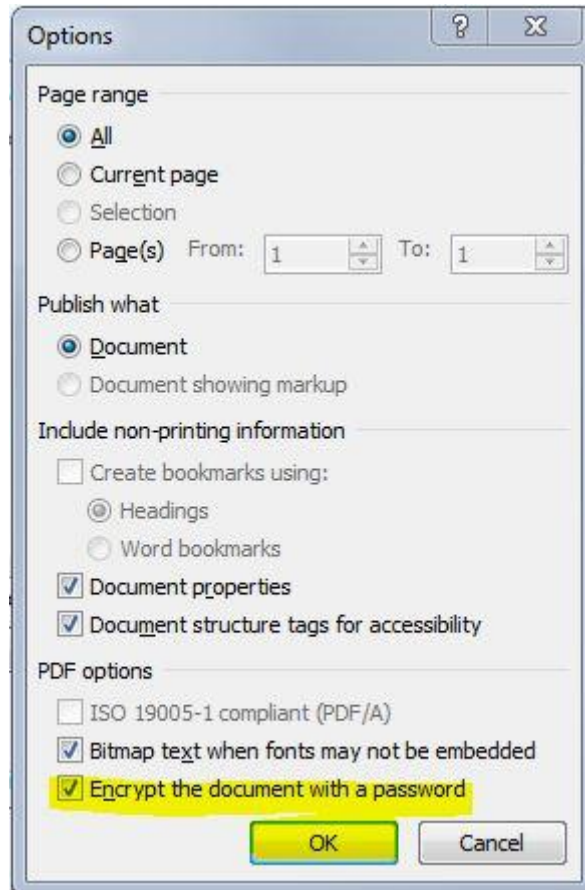 Options
Page range
All
Current page
Selection
Page(s) From: 1 To: 1
Publish what
Document
Document showing markup
Include non-printing information
Create bookmarks using:
Headings
Word bookmarks
Document properties
Document structure tags for accessibility
PDF options
ISO 19005-1 compliant (PDF/A)
Bitmap text when fonts may not be embedded
Encrypt the document with a password
OK Cancel